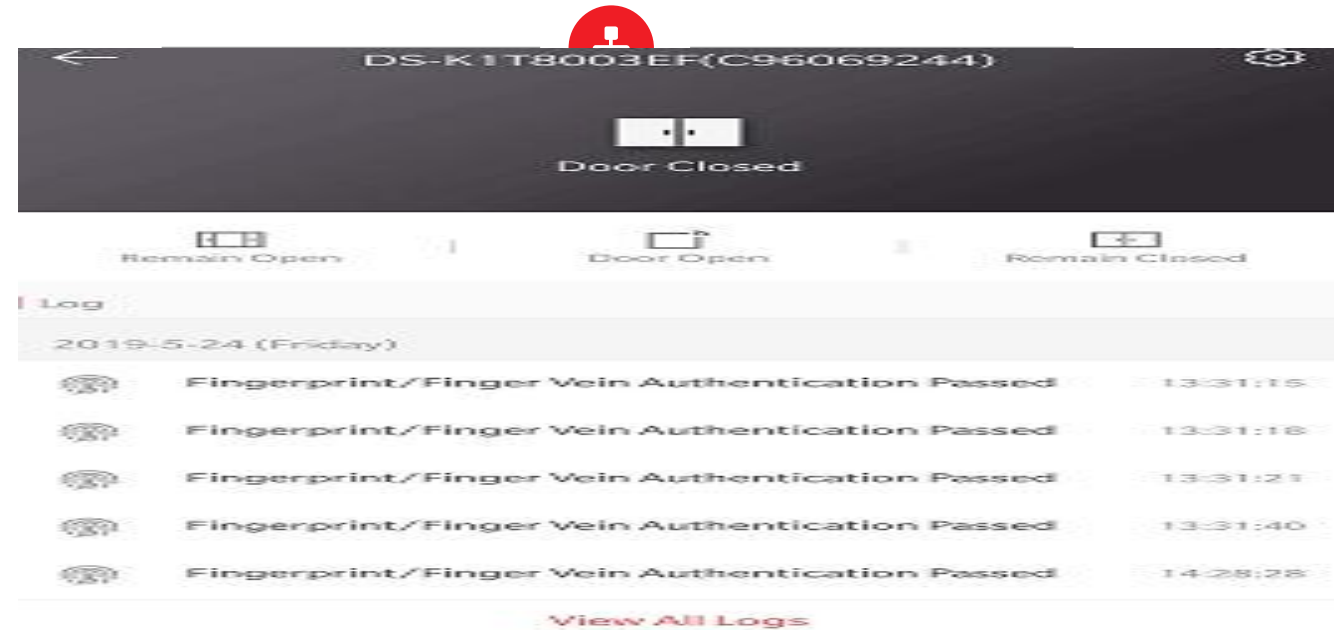 DS-K1T8003EF(C96069244)
Door Closed
Remain Open Door Open Remain Closed
Log
2019-5-24 (Friday)
Fingerprint/Finger Vein Authentication Passed 13:31:15
Fingerprint/Finger Vein Authentication Passed 13:31:18
Fingerprint/Finger Vein Authentication Passed 13:31:21
Fingerprint/Finger Vein Authentication Passed 13:31:40
Fingerprint/Finger Vein Authentication Passed 14:28:28
View All Logs